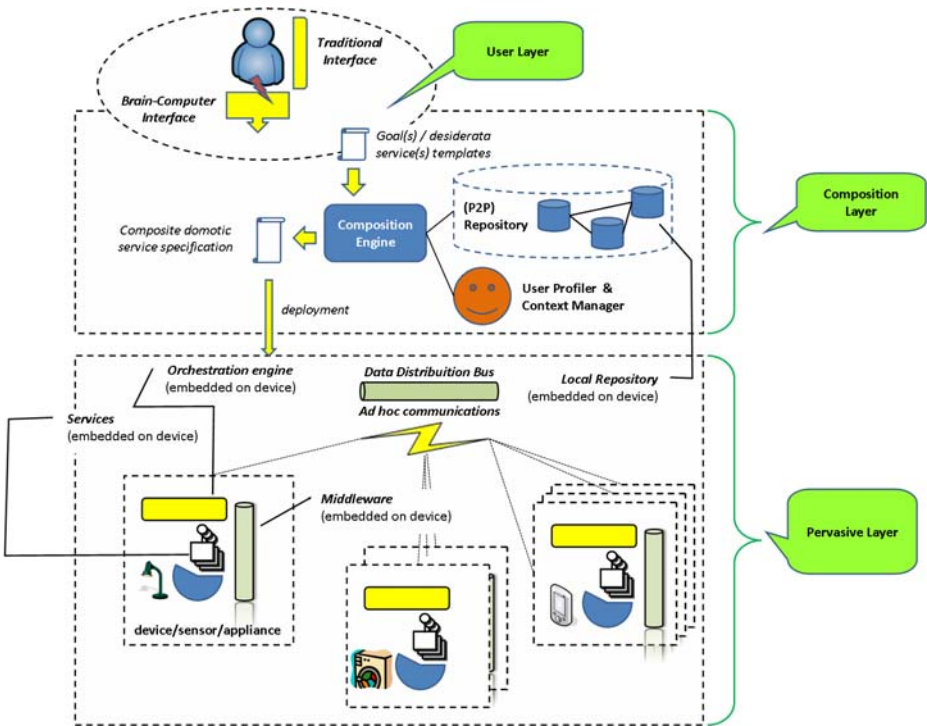 Traditional
Interface
User Layer
Brain-Computer
Interface
Goal(s) / desiderata
service(s) templates
(P2P)
Repository
Composition
Layer
Composite domotic
service specification
Composition
Engine
User Profiler &
Context Manager
deployment
Orchestration engine
(embedded on device)
Data Distribuition Bus
Local Repository
(embedded on device)
Ad hoc communications
Services
(embedded on device)
Middleware
(embedded on device)
Pervasive Layer
device/sensor/appliance